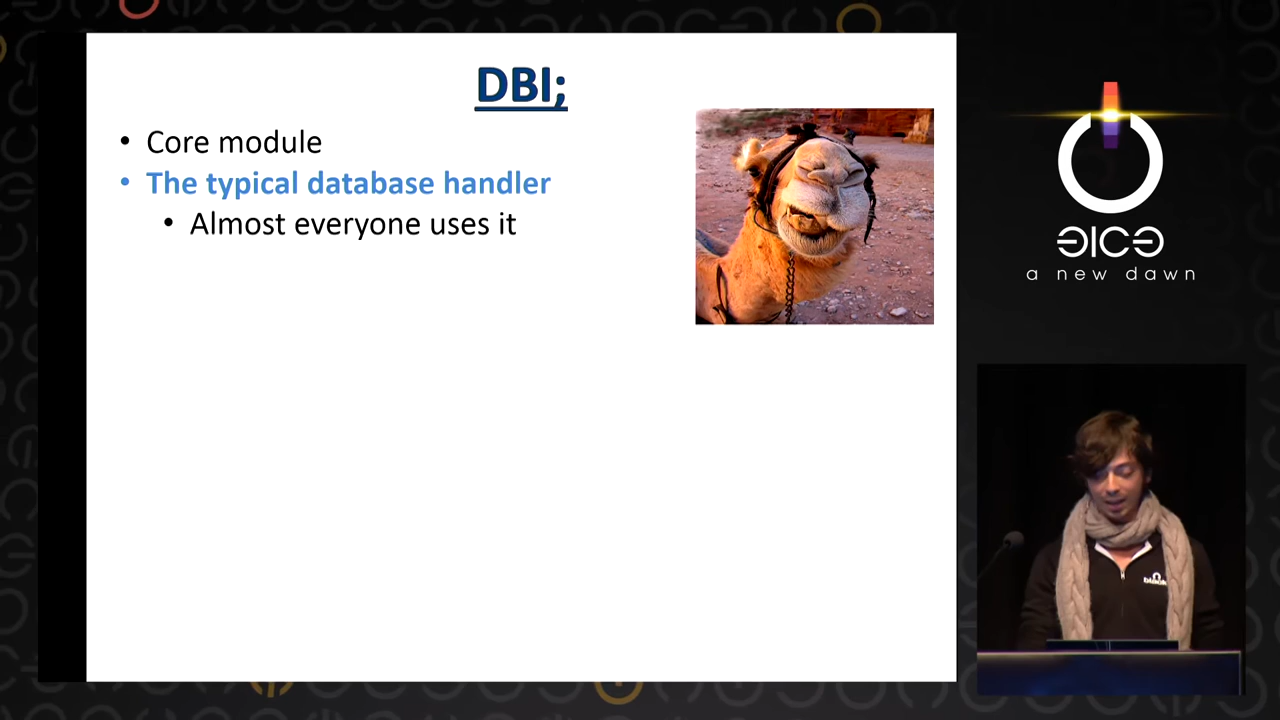 DBI;
Core module
The typical database handler
Almost everyone uses it
a new dawn